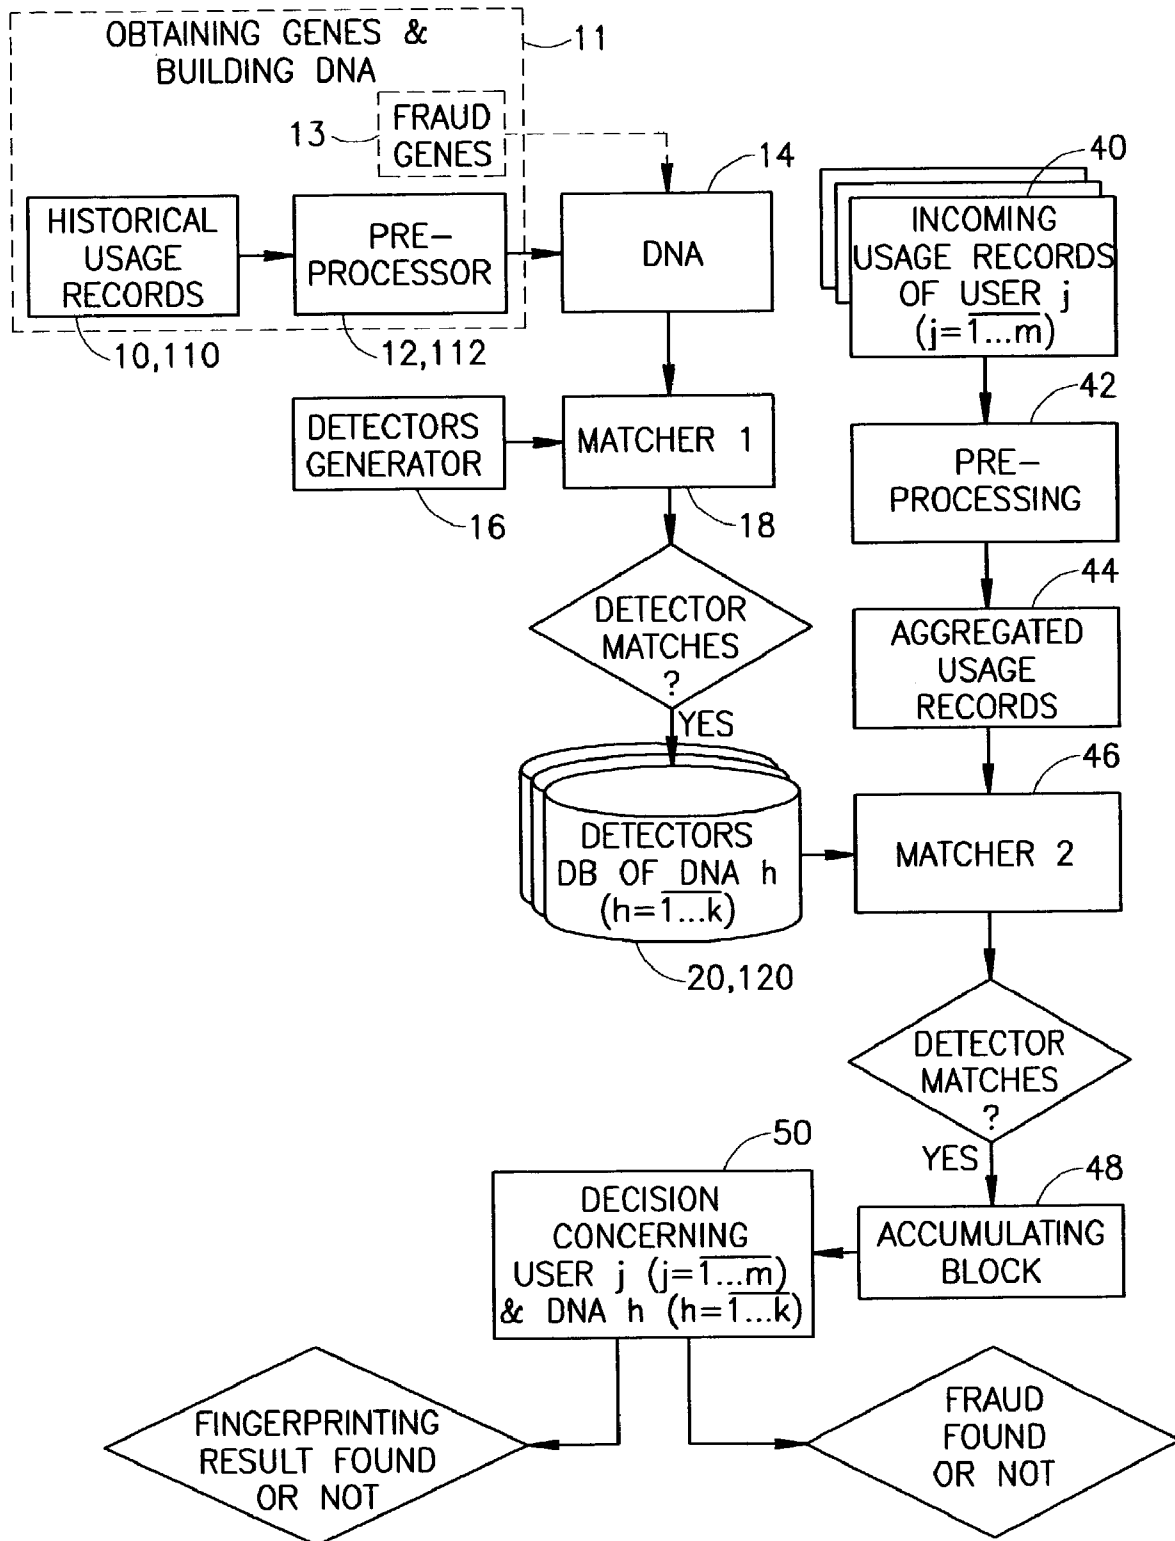 OBTAINING GENES &
BUILDING DNA
11
13
FRAUD
GENES
14
40
HISTORICAL
USAGE
RECORDS
PRE-
PROCESSOR
DNA
INCOMING
USAGE RECORDS
OF USER j
(j=1...m)
10,110
12,112
42
DETECTORS
GENERATOR
MATCHER 1
PRE-
PROCESSING
16
18
44
DETECTOR
MATCHES
?
AGGREGATED
USAGE
RECORDS
YES
46
DETECTORS
DB OF DNA h
(h=1...k)
MATCHER 2
20,120
DETECTOR
MATCHES
?
YES
50
48
DECISION
CONCERNING
USER j (j=1...m)
& DNA h (h=1...k)
ACCUMULATING
BLOCK
FINGERPRINTING
RESULT FOUND
OR NOT
FRAUD
FOUND
OR NOT